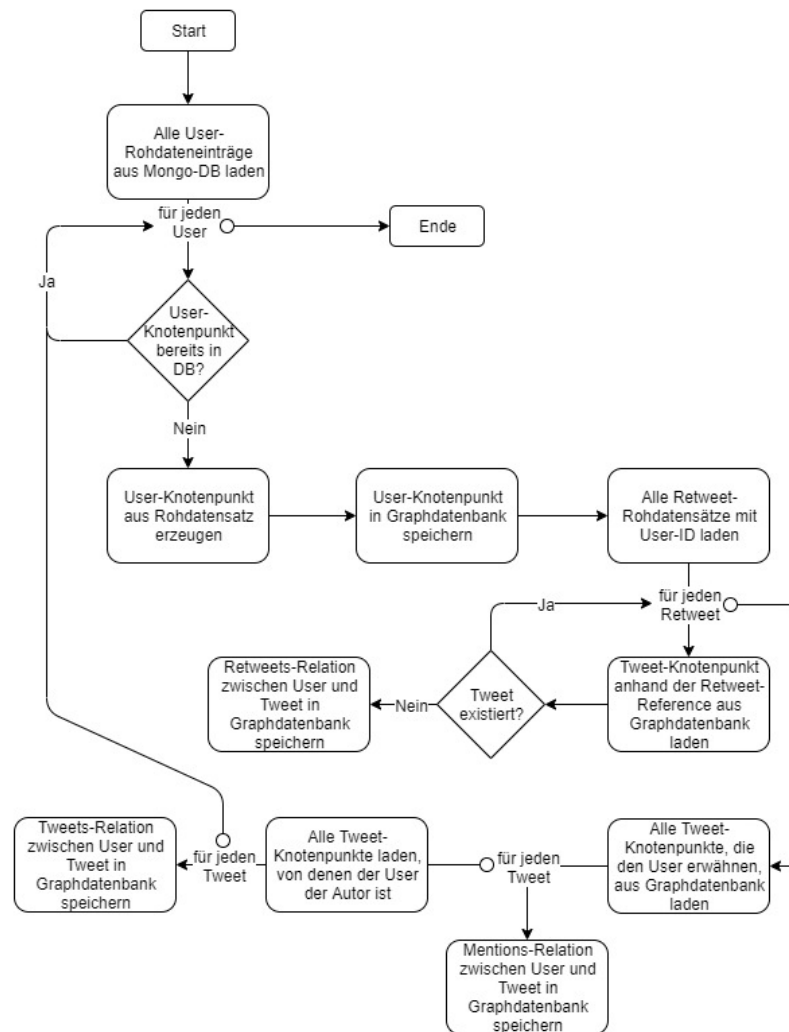 Start
Alle User-
Rohdateneinträge
aus Mongo-DB laden
für jeden
User
Ende
Ja
User-
Knotenpunkt
bereits in
DB?
Nein
User-Knotenpunkt
aus Rohdatensatz
erzeugen
User-Knotenpunkt
in Graphdatenbank
speichern
Alle Retweet-
Rohdatensätze mit
User-ID laden
für jeden
Retweet
Ja
Retweets-Relation
zwischen User und
Tweet in
Graphdatenbank
speichern
Nein
Tweet
existiert?
Tweet-Knotenpunkt
anhand der Retweet-
Reference aus
Graphdatenbank
laden
Tweets-Relation
zwischen User und
Tweet in
Graphdatenbank
speichern
für jeden
Tweet
Alle Tweet-
Knotenpunkte laden,
von denen der User
der Autor ist
für jeden
Tweet
Alle Tweet-
Knotenpunkte, die
den User erwähnen,
aus Graphdatenbank
laden
Mentions-Relation
zwischen User und
Tweet in
Graphdatenbank
speichern